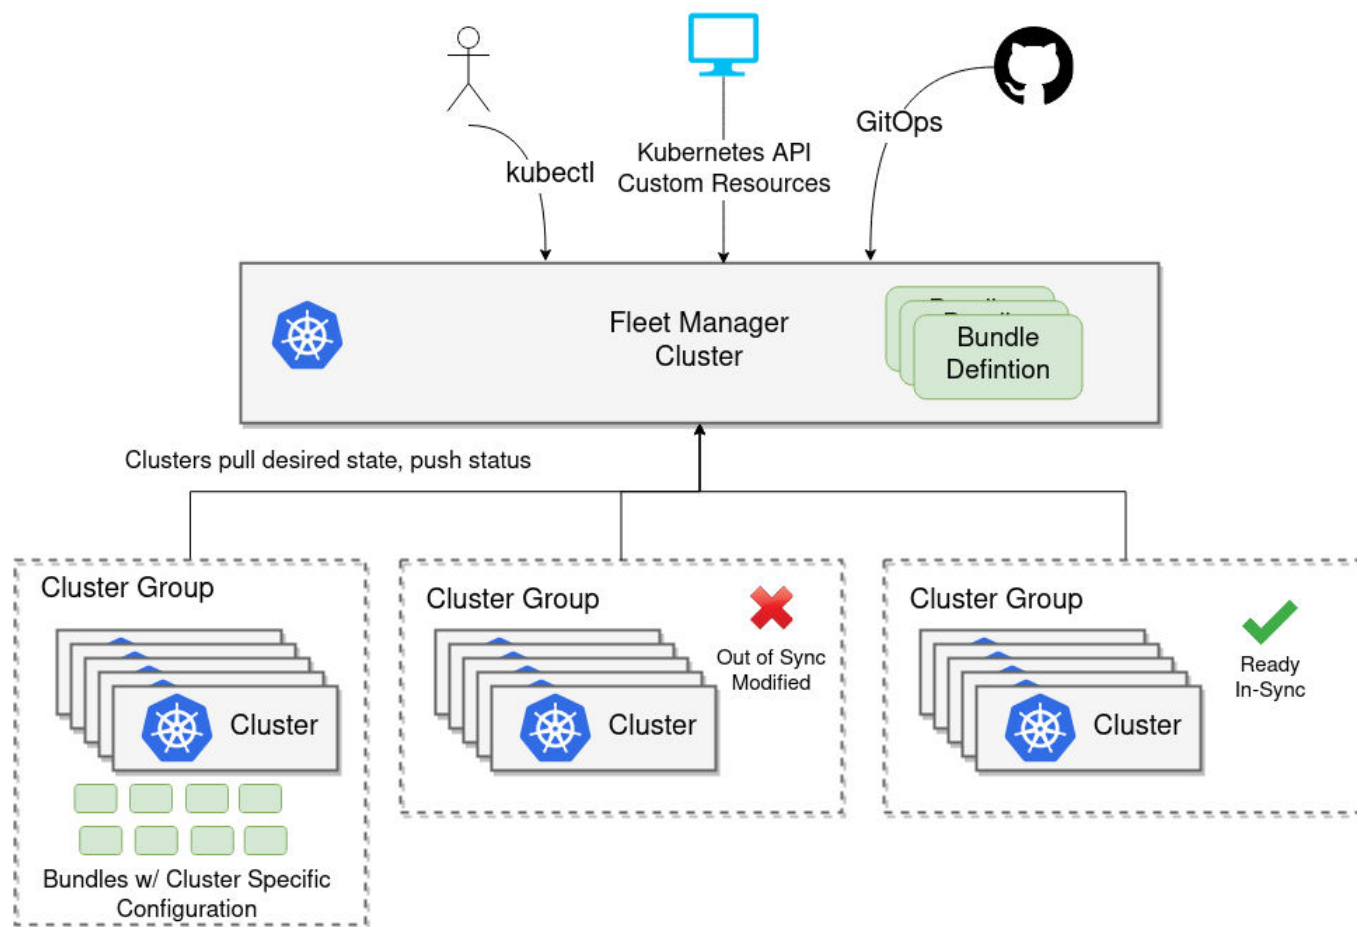 kubectl
Kubernetes API
Custom Resources
GitOps
Fleet Manager
Cluster
Bundle
Defintion
Clusters pull desired state, push status
Cluster Group
Cluster
Bundles w/ Cluster Specific
Configuration
Cluster Group
Out of Sync
Modified
Cluster
Cluster Group
Ready
In-Sync
Cluster